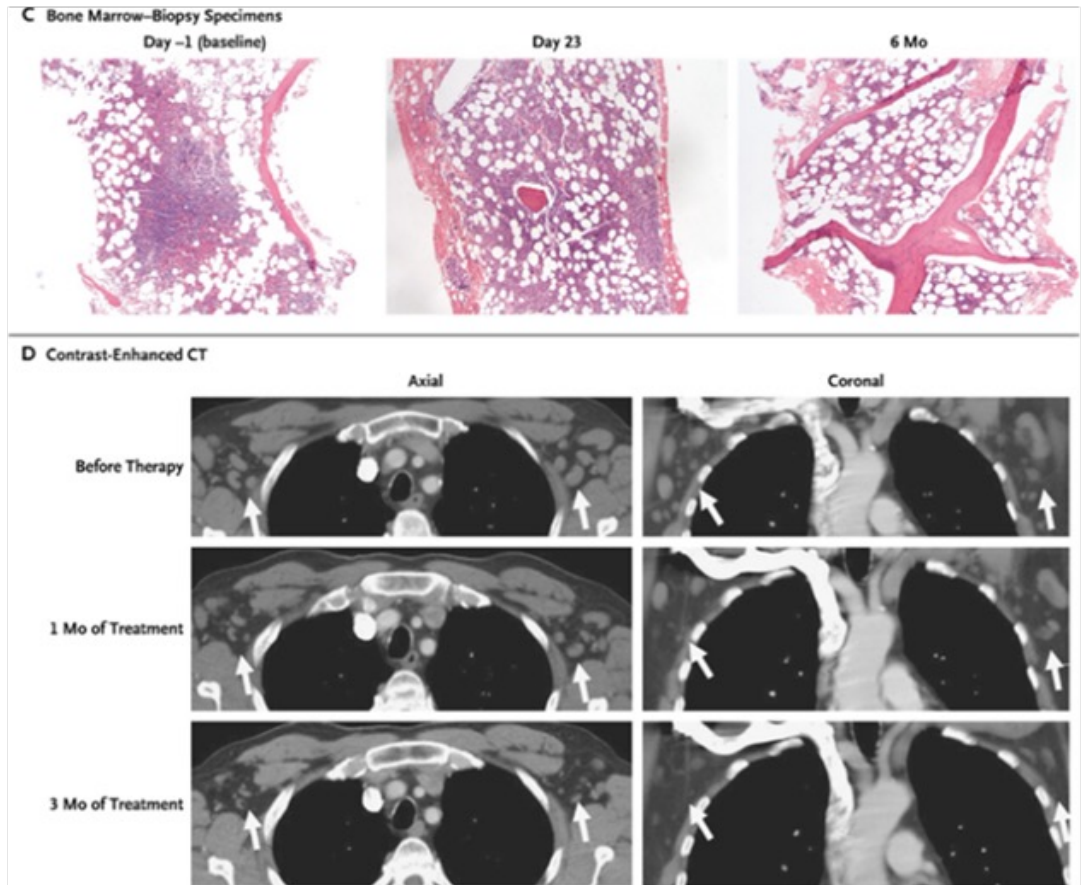 C Bone Marrow–Biopsy Specimens
Day –1 (baseline) Day 23 6 Mo
D Contrast-Enhanced CT
Axial Coronal
Before Therapy
1 Mo of Treatment
3 Mo of Treatment